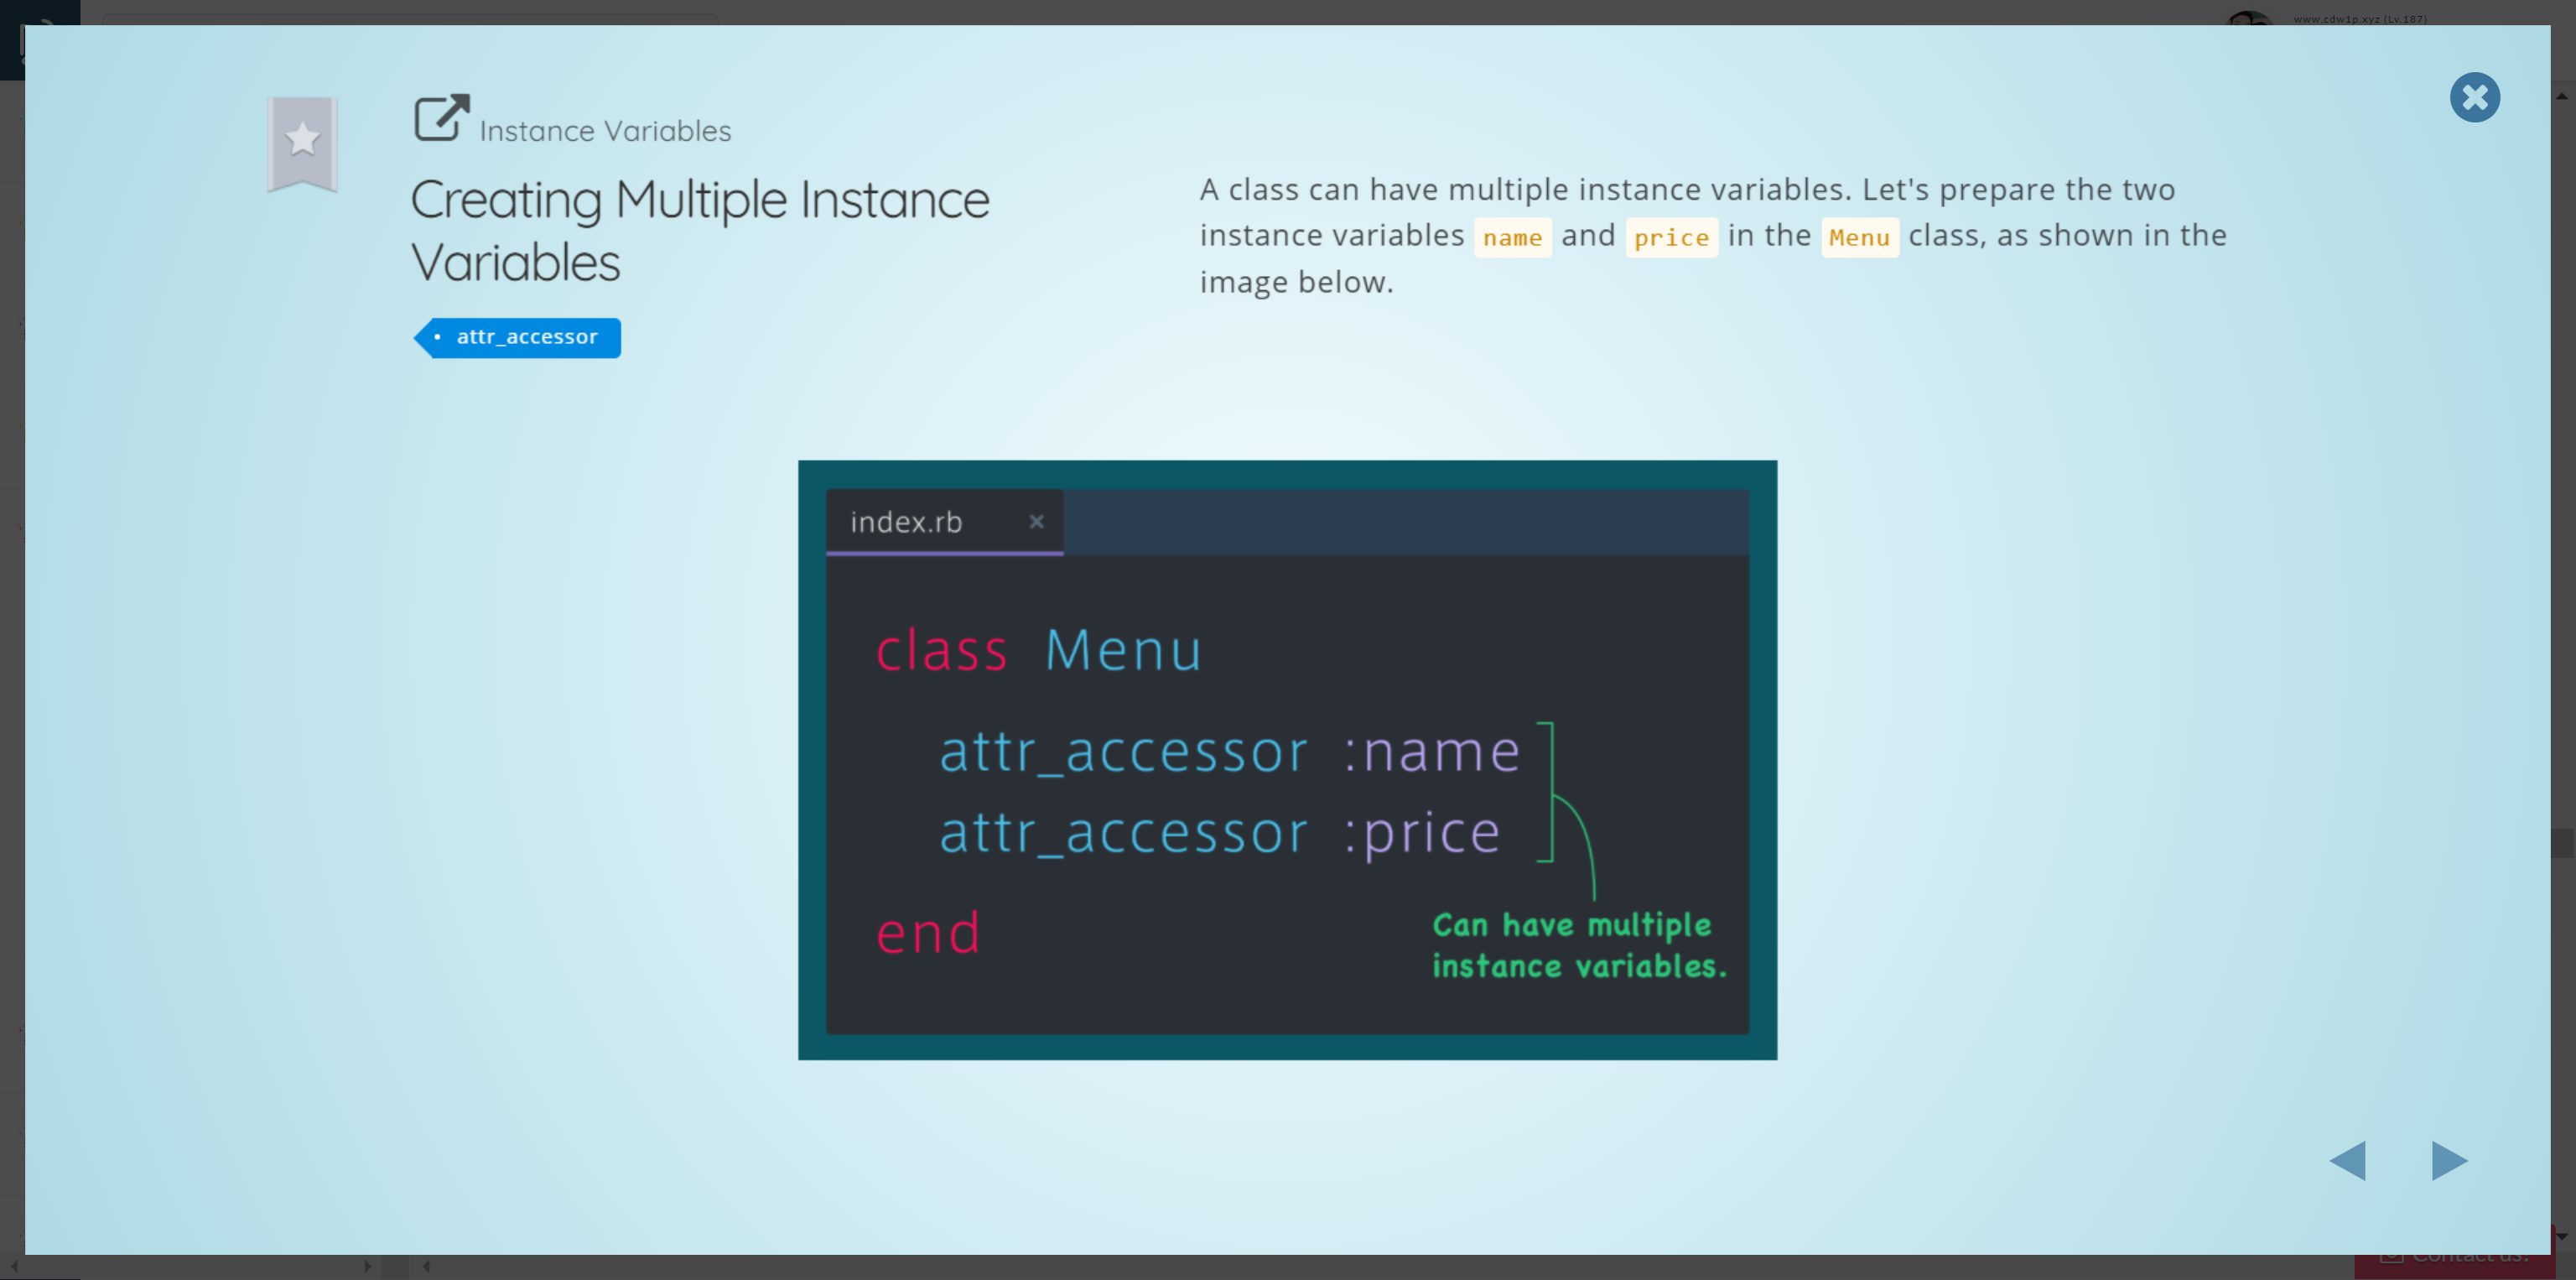 www.cdw1p.xyz (Lv.187)
Instance Variables
Creating Multiple Instance
Variables
• attr_accessor
A class can have multiple instance variables. Let's prepare the two
instance variables name and price in the Menu class, as shown in the
image below.
index.rb ×
class Menu
attr_accessor :name
attr_accessor :price
end
Can have multiple
instance variables.
Contact us!